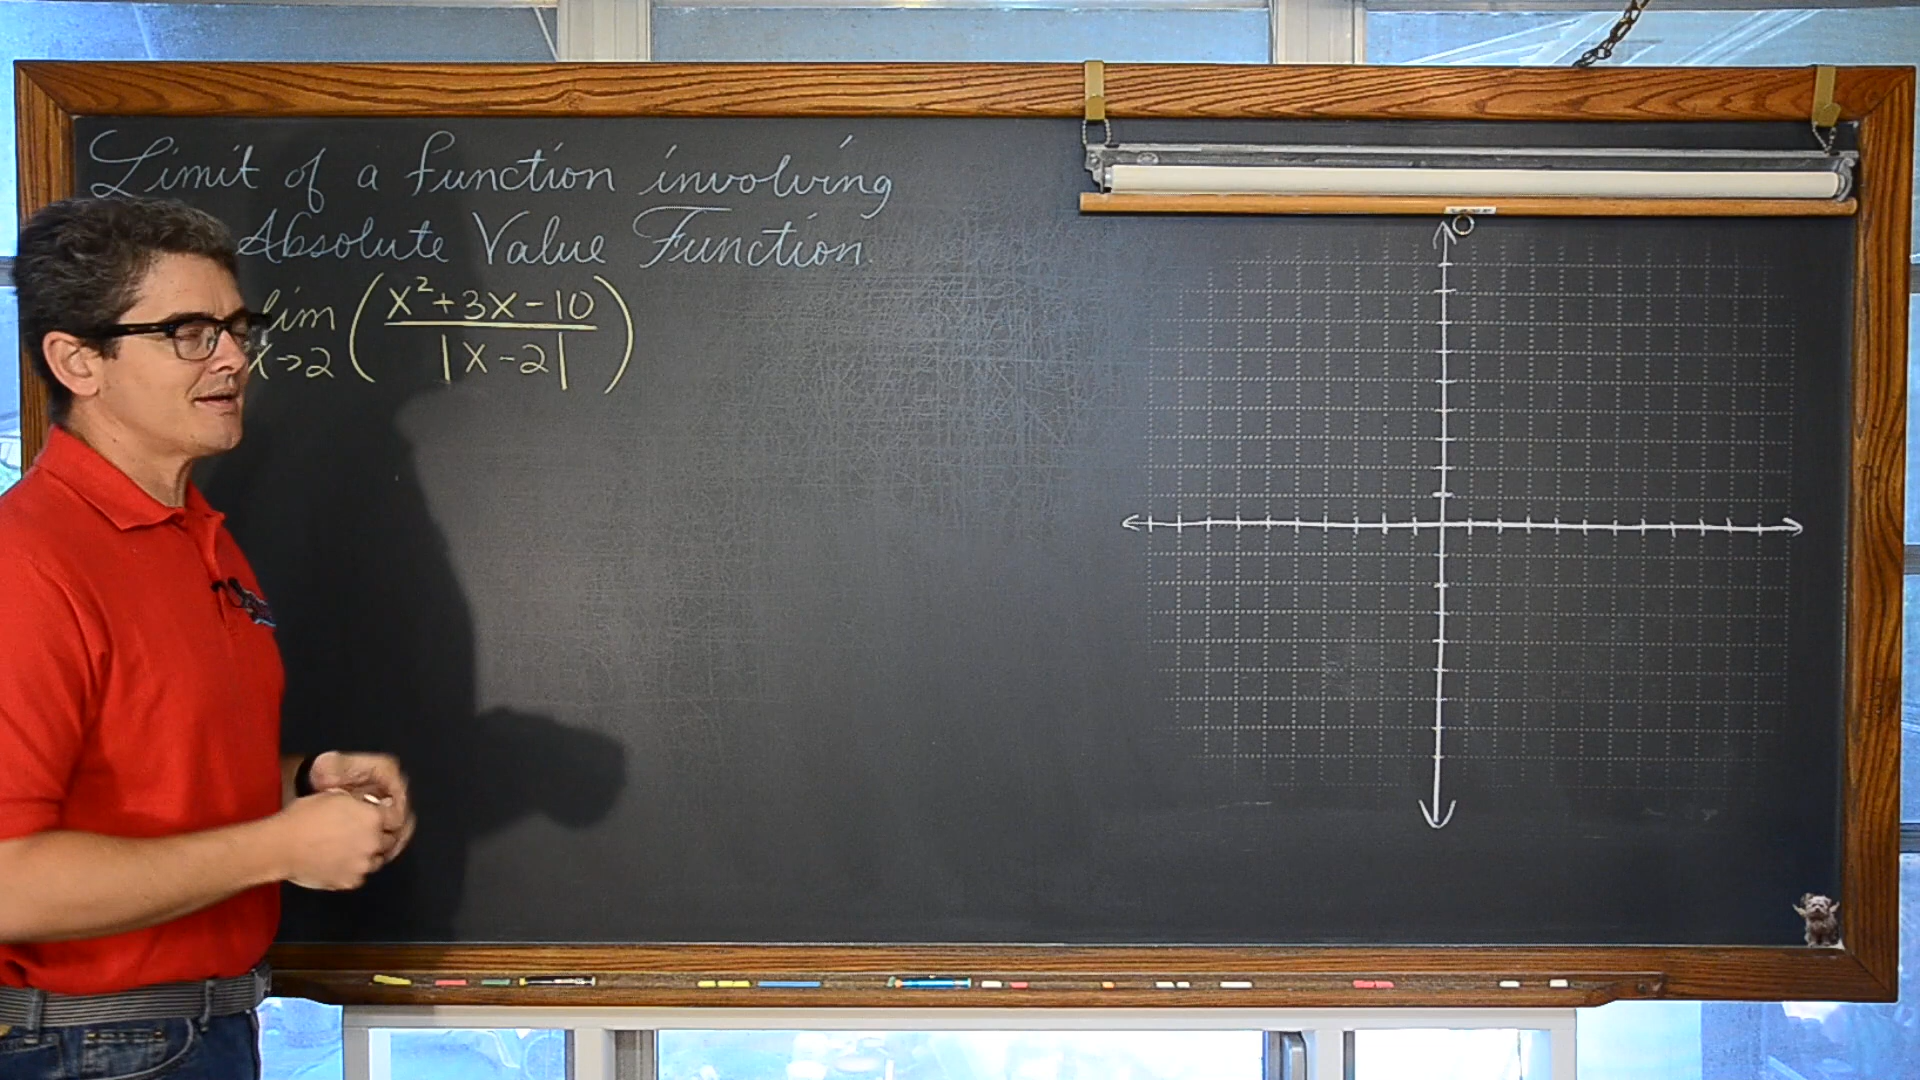 Limit of a function involving
Absolute Value Function.
lim (x²+3x-10 / |x-2|)
x→2